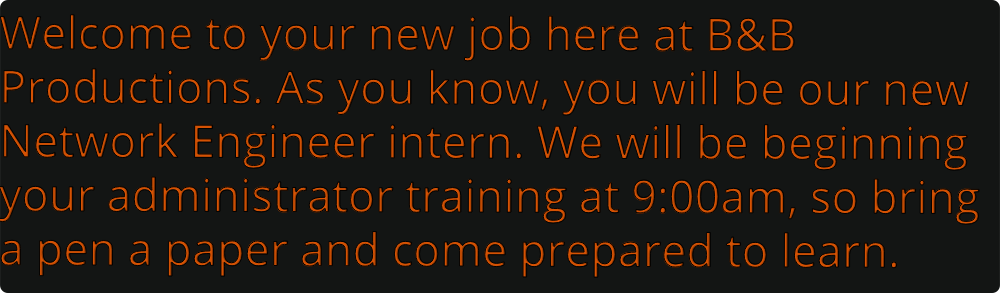 Welcome to your new job here at B&B
Productions. As you know, you will be our new
Network Engineer intern. We will be beginning
your administrator training at 9:00am, so bring
a pen a paper and come prepared to learn.